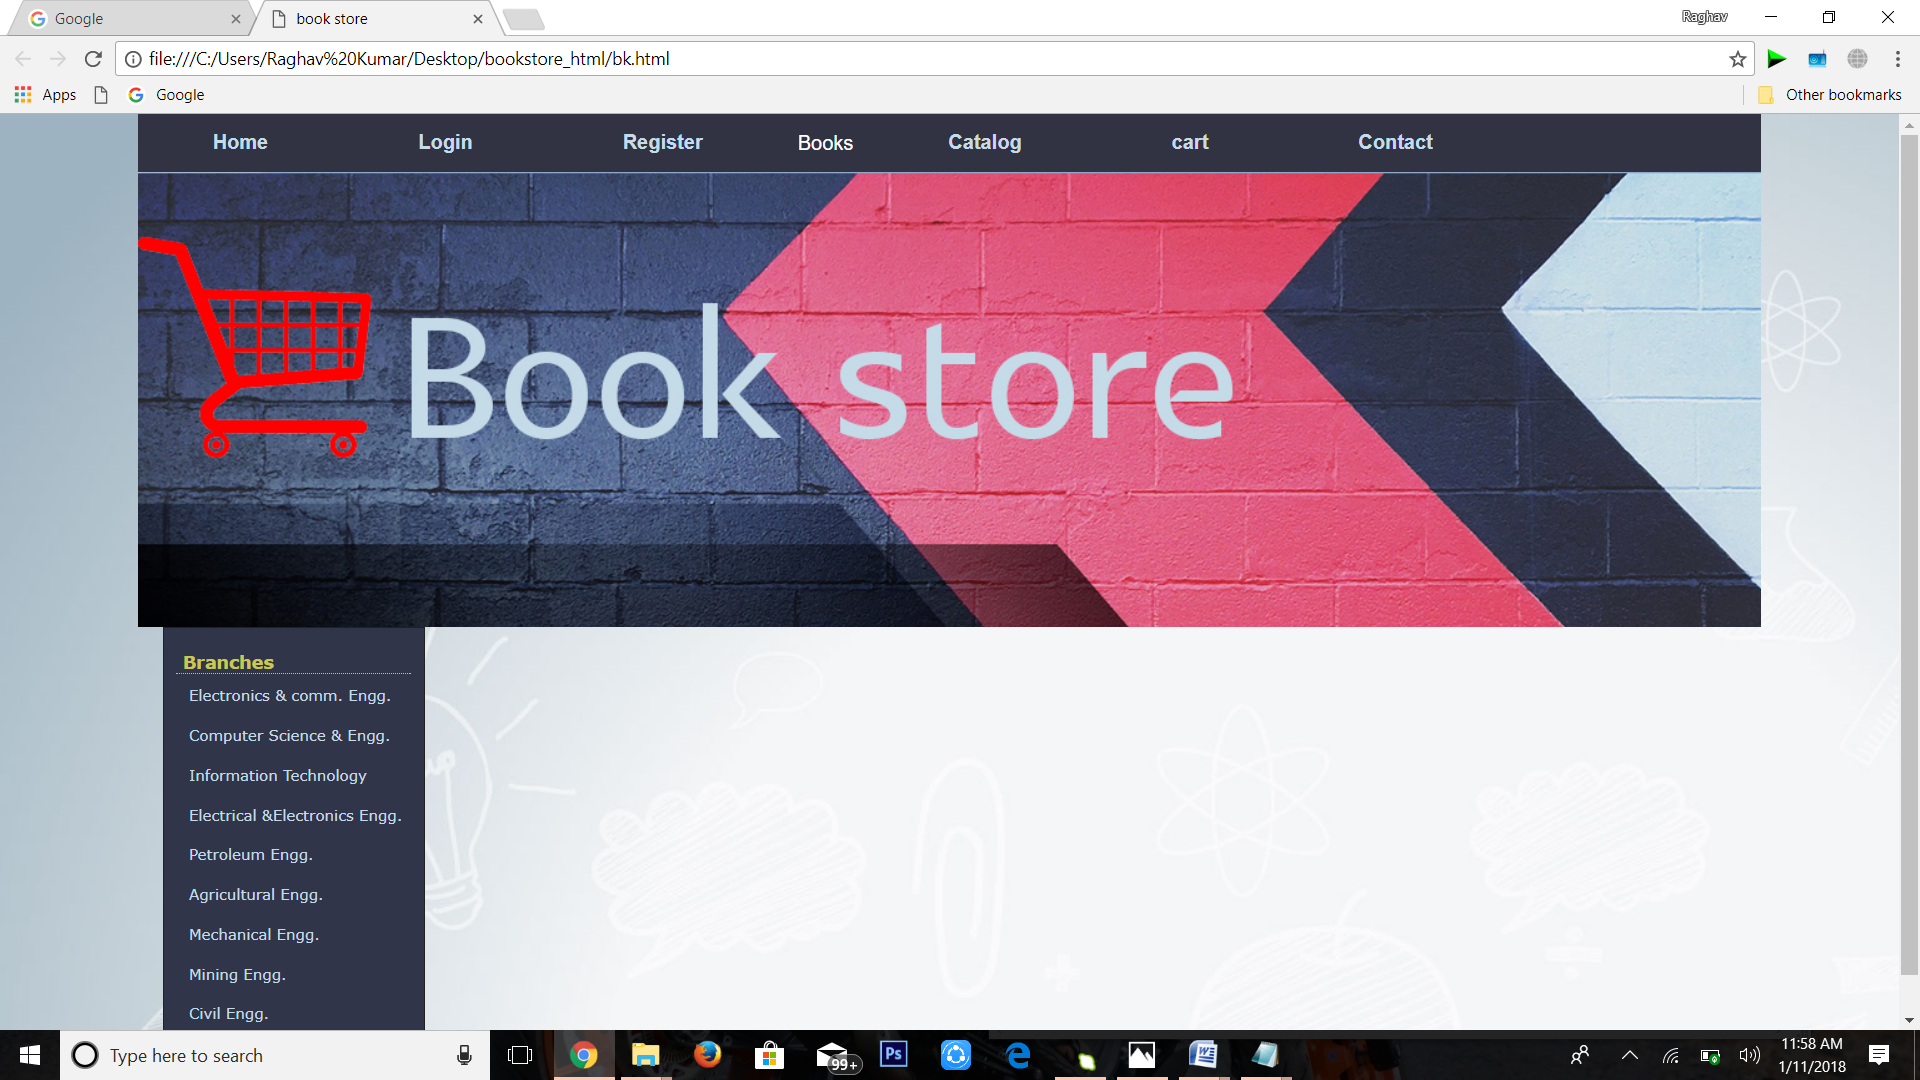 Google
book store
Raghav
file:///C:/Users/Raghav%20Kumar/Desktop/bookstore_html/bk.html
Apps Google Other bookmarks
Home Login Register Books Catalog cart Contact
Book store
Branches
Electronics & comm. Engg.
Computer Science & Engg.
Information Technology
Electrical &Electronics Engg.
Petroleum Engg.
Agricultural Engg.
Mechanical Engg.
Mining Engg.
Civil Engg.
Type here to search
99+
Ps
W
11:58 AM
1/11/2018